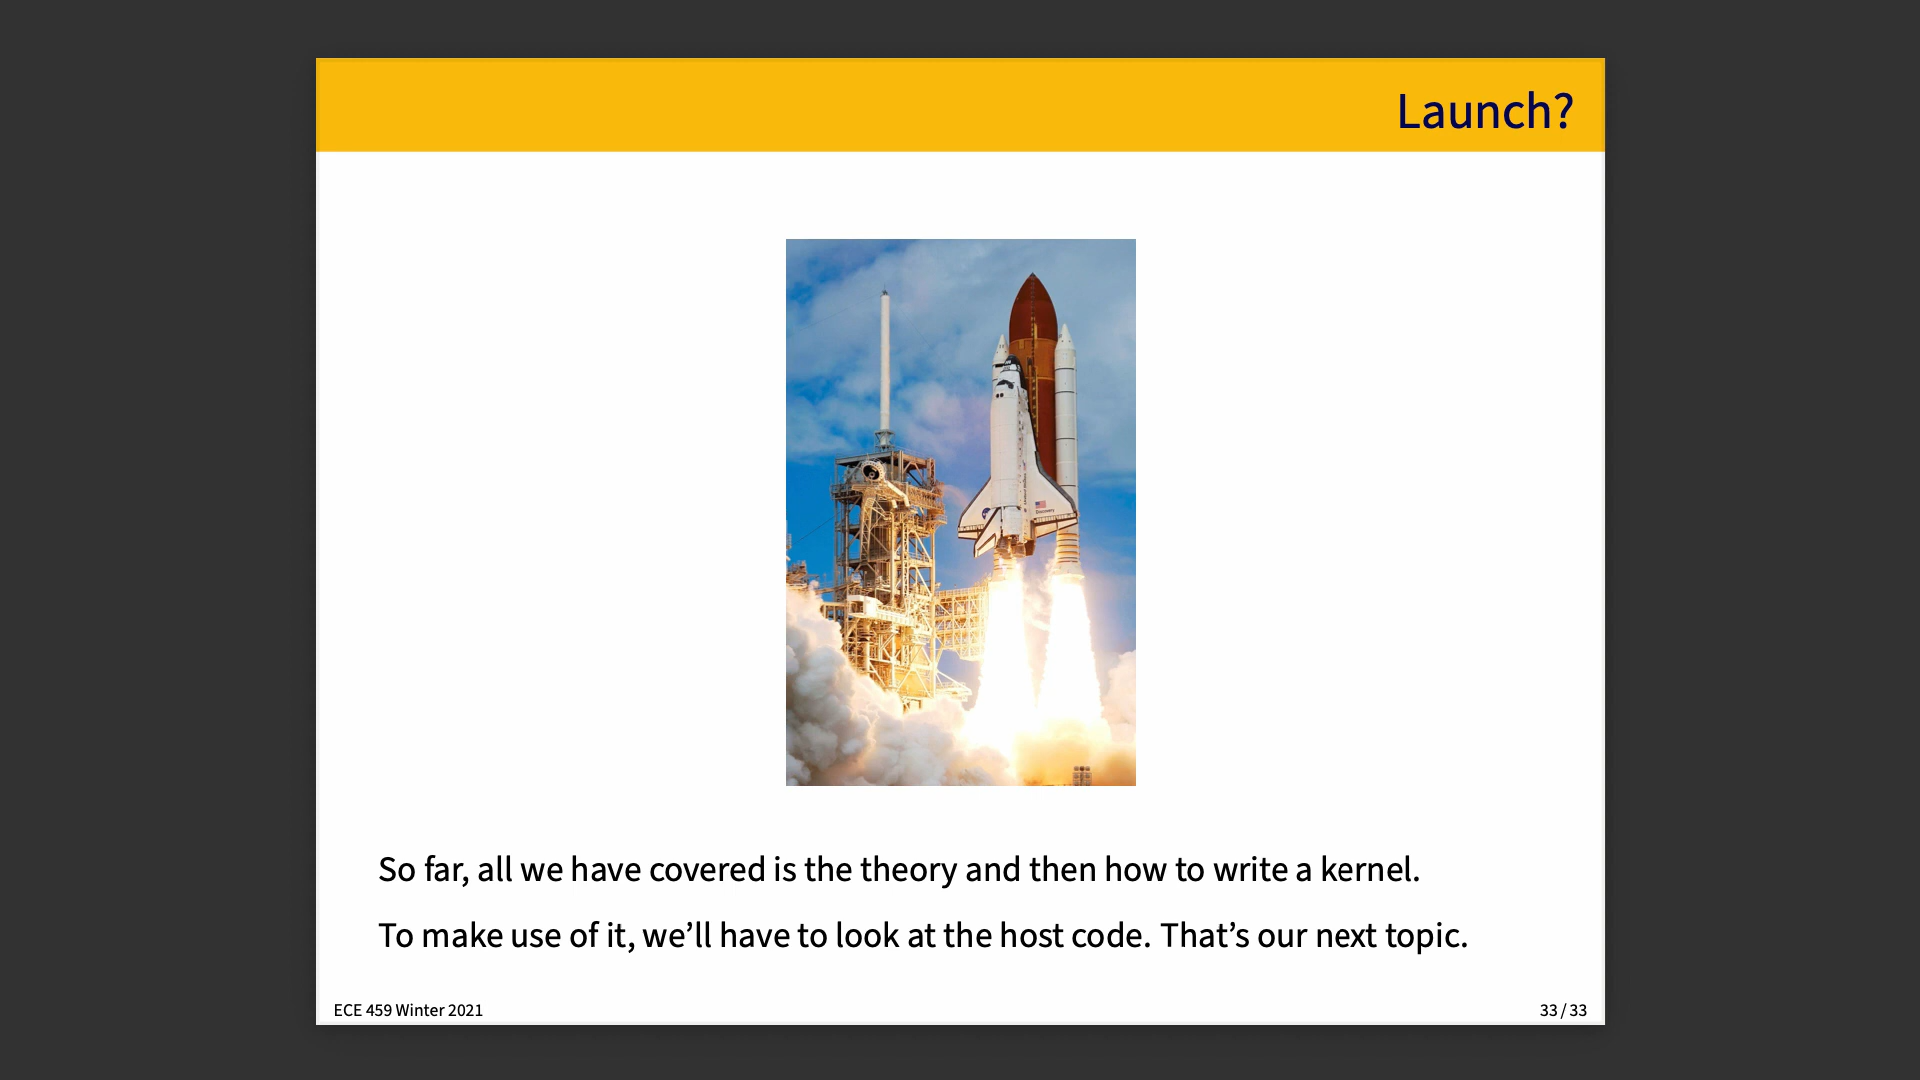 Launch?
Discovery
So far, all we have covered is the theory and then how to write a kernel.
To make use of it, we’ll have to look at the host code. That’s our next topic.
ECE 459 Winter 2021
33 / 33